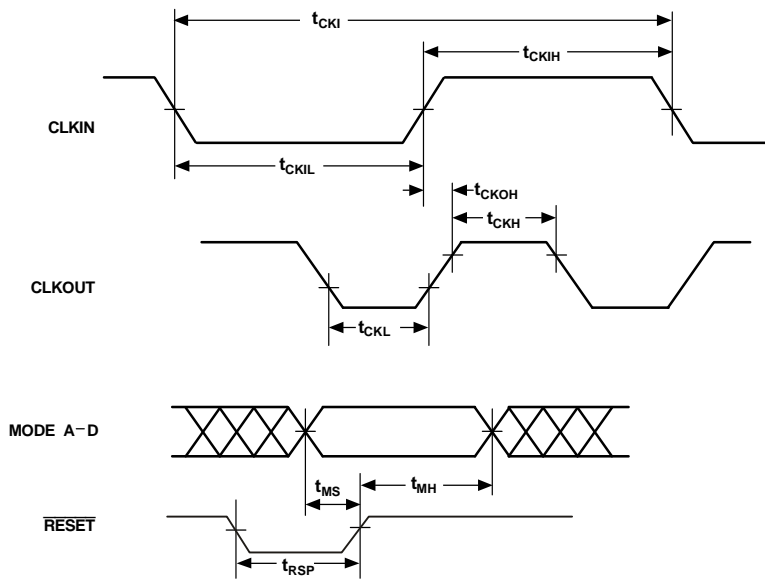 tCKI
tCKIH
CLKIN
tCKIL
tCKOH
tCKH
CLKOUT
tCKL
MODE A–D
tMS
tMH
RESET
tRSP